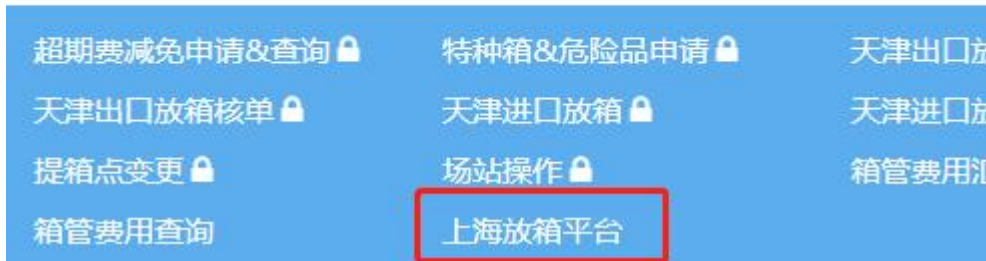 超期费减免申请&查询 特种箱&危险品申请 天津出口放
天津出口放箱核单 天津进口放箱 天津进口放
提箱点变更 场站操作 箱管费用汇
箱管费用查询 上海放箱平台